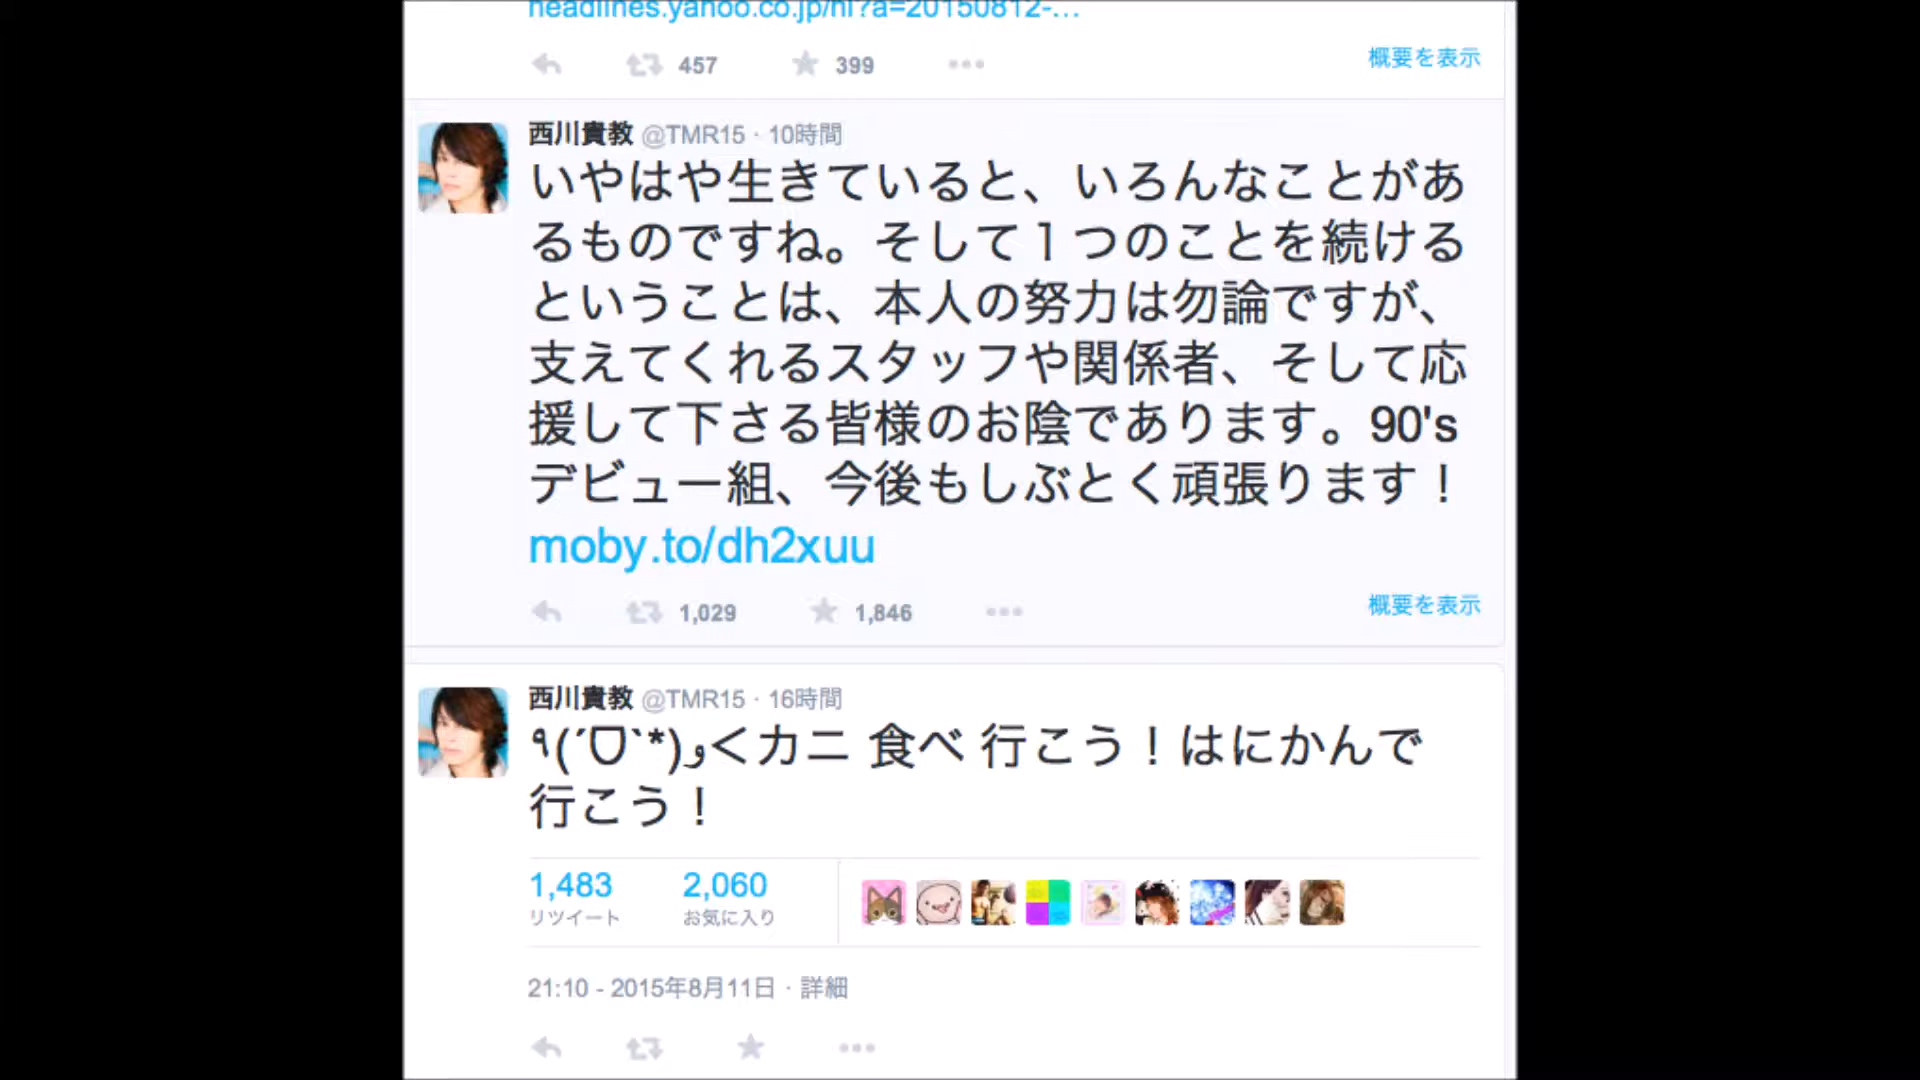 headlines.yahoo.co.jp/hl?a=20150812-...
457 399 概要を表示
西川貴教 @TMR15 · 10時間
いやはや生きていると、いろんなことがあ
るものですね。そして１つのことを続ける
ということは、本人の努力は勿論ですが、
支えてくれるスタッフや関係者、そして応
援して下さる皆様のお陰であります。90's
デビュー組、今後もしぶとく頑張ります！
moby.to/dh2xuu
1,029 1,846 概要を表示
西川貴教 @TMR15 · 16時間
٩(´ᗜ`*)و＜カニ 食べ 行こう！はにかんで
行こう！
1,483 2,060
リツイート お気に入り
21:10 - 2015年8月11日 · 詳細